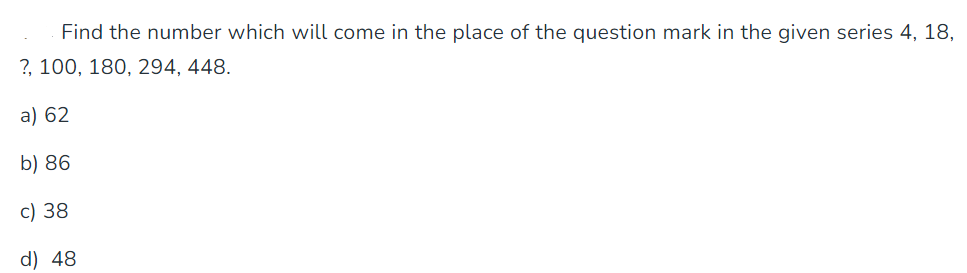 Find the number which will come in the place of the question mark in the given series 4, 18,
?, 100, 180, 294, 448.
a) 62
b) 86
c) 38
d) 48